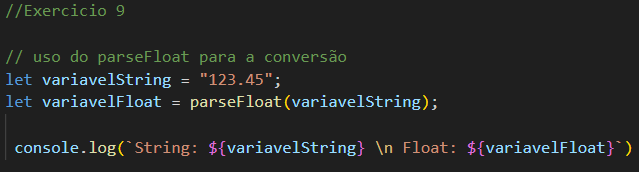 //Exercicio 9
// uso do parseFloat para a conversão
let variavelString = "123.45";
let variavelFloat = parseFloat(variavelString);
console.log(`String: ${variavelString} \n Float: ${variavelFloat}`)